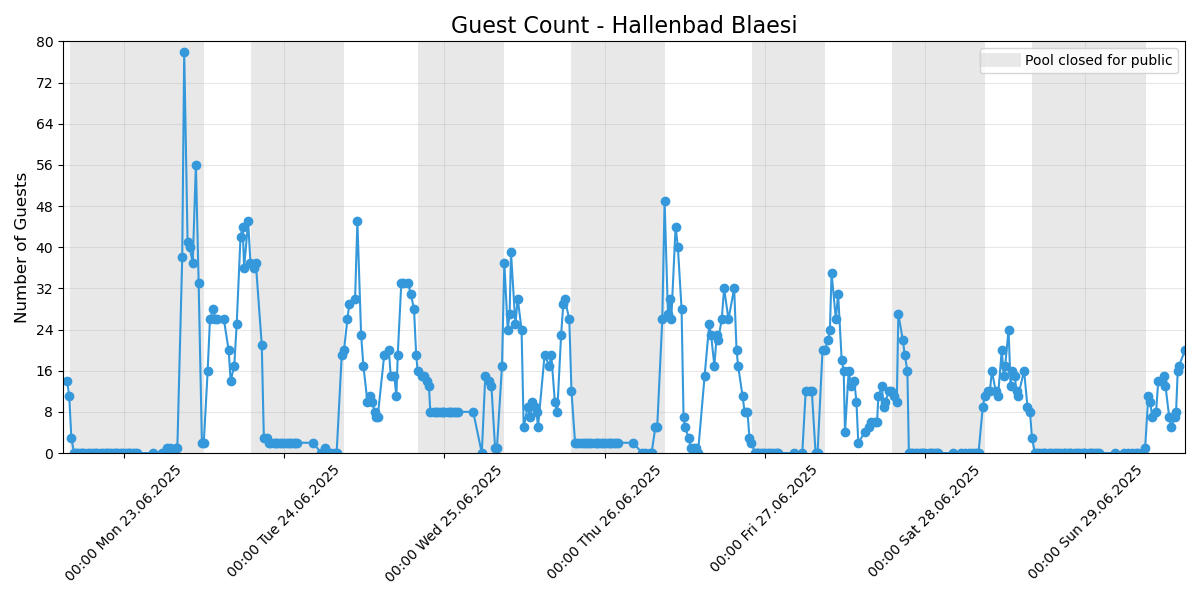 Guest Count - Hallenbad Blaesi
Pool closed for public
Number of Guests
80
72
64
56
48
40
32
24
16
8
0
00:00 Mon 23.06.2025
00:00 Tue 24.06.2025
00:00 Wed 25.06.2025
00:00 Thu 26.06.2025
00:00 Fri 27.06.2025
00:00 Sat 28.06.2025
00:00 Sun 29.06.2025